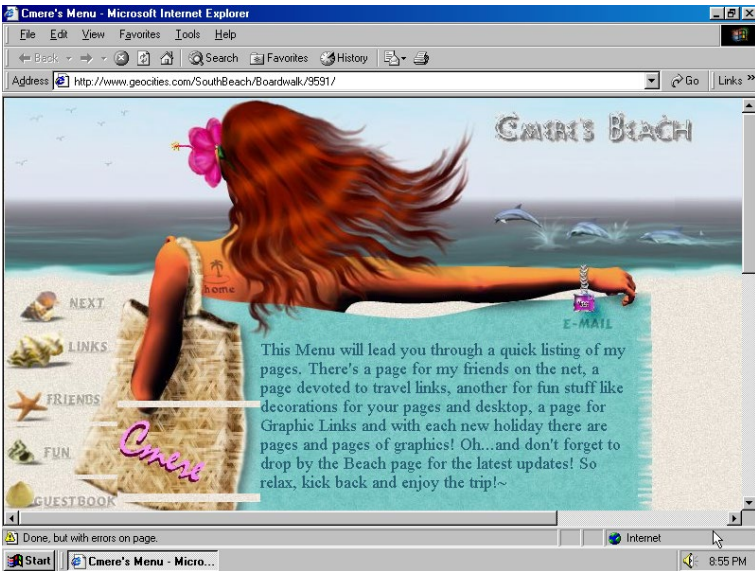 Cmere's Menu - Microsoft Internet Explorer
File Edit View Favorites Tools Help
Back Search Favorites History
Address http://www.geocities.com/SouthBeach/Boardwalk/9591/ Go Links »
CMERE'S BEACH
home
NEXT
E-MAIL
LINKS
This Menu will lead you through a quick listing of my
pages. There's a page for my friends on the net, a
page devoted to travel links, another for fun stuff like
decorations for your pages and desktop, a page for
Graphic Links and with each new holiday there are
pages and pages of graphics! Oh...and don't forget to
drop by the Beach page for the latest updates! So
relax, kick back and enjoy the trip!~
FRIENDS
Cmere
FUN
GUESTBOOK
Done, but with errors on page. Internet
Start Cmere's Menu - Micro... 8:55 PM